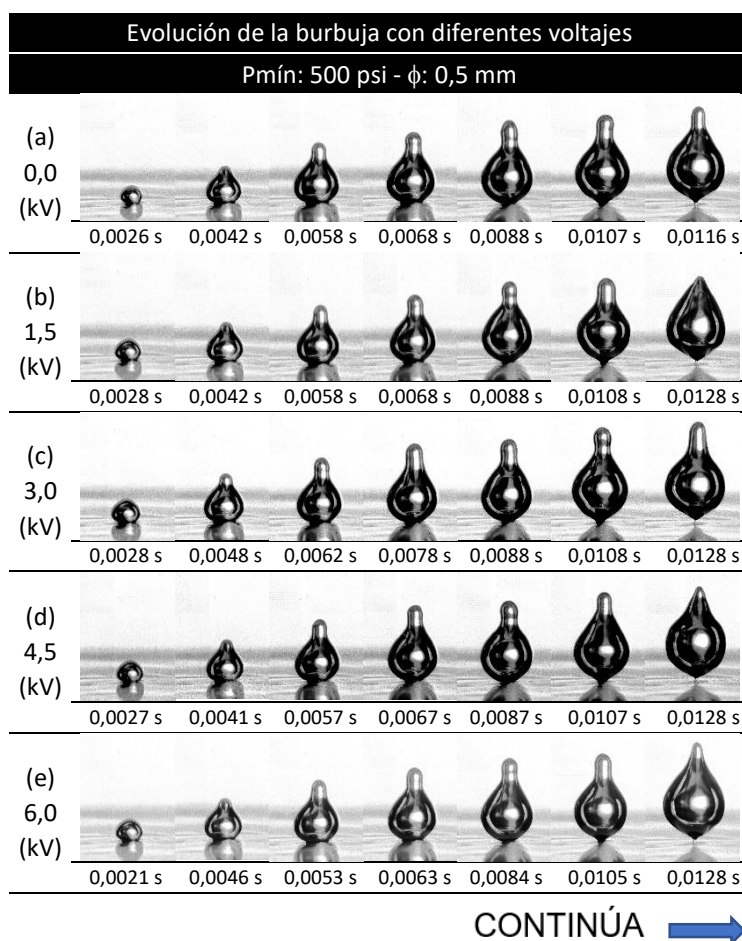 Evolución de la burbuja con diferentes voltajes
Pmín: 500 psi - ϕ: 0,5 mm
(a)
0,0
(kV)
0,0026 s 0,0042 s 0,0058 s 0,0068 s 0,0088 s 0,0107 s 0,0116 s
(b)
1,5
(kV)
0,0028 s 0,0042 s 0,0058 s 0,0068 s 0,0088 s 0,0108 s 0,0128 s
(c)
3,0
(kV)
0,0028 s 0,0048 s 0,0062 s 0,0078 s 0,0088 s 0,0108 s 0,0128 s
(d)
4,5
(kV)
0,0027 s 0,0041 s 0,0057 s 0,0067 s 0,0087 s 0,0107 s 0,0128 s
(e)
6,0
(kV)
0,0021 s 0,0046 s 0,0053 s 0,0063 s 0,0084 s 0,0105 s 0,0128 s
CONTINÚA